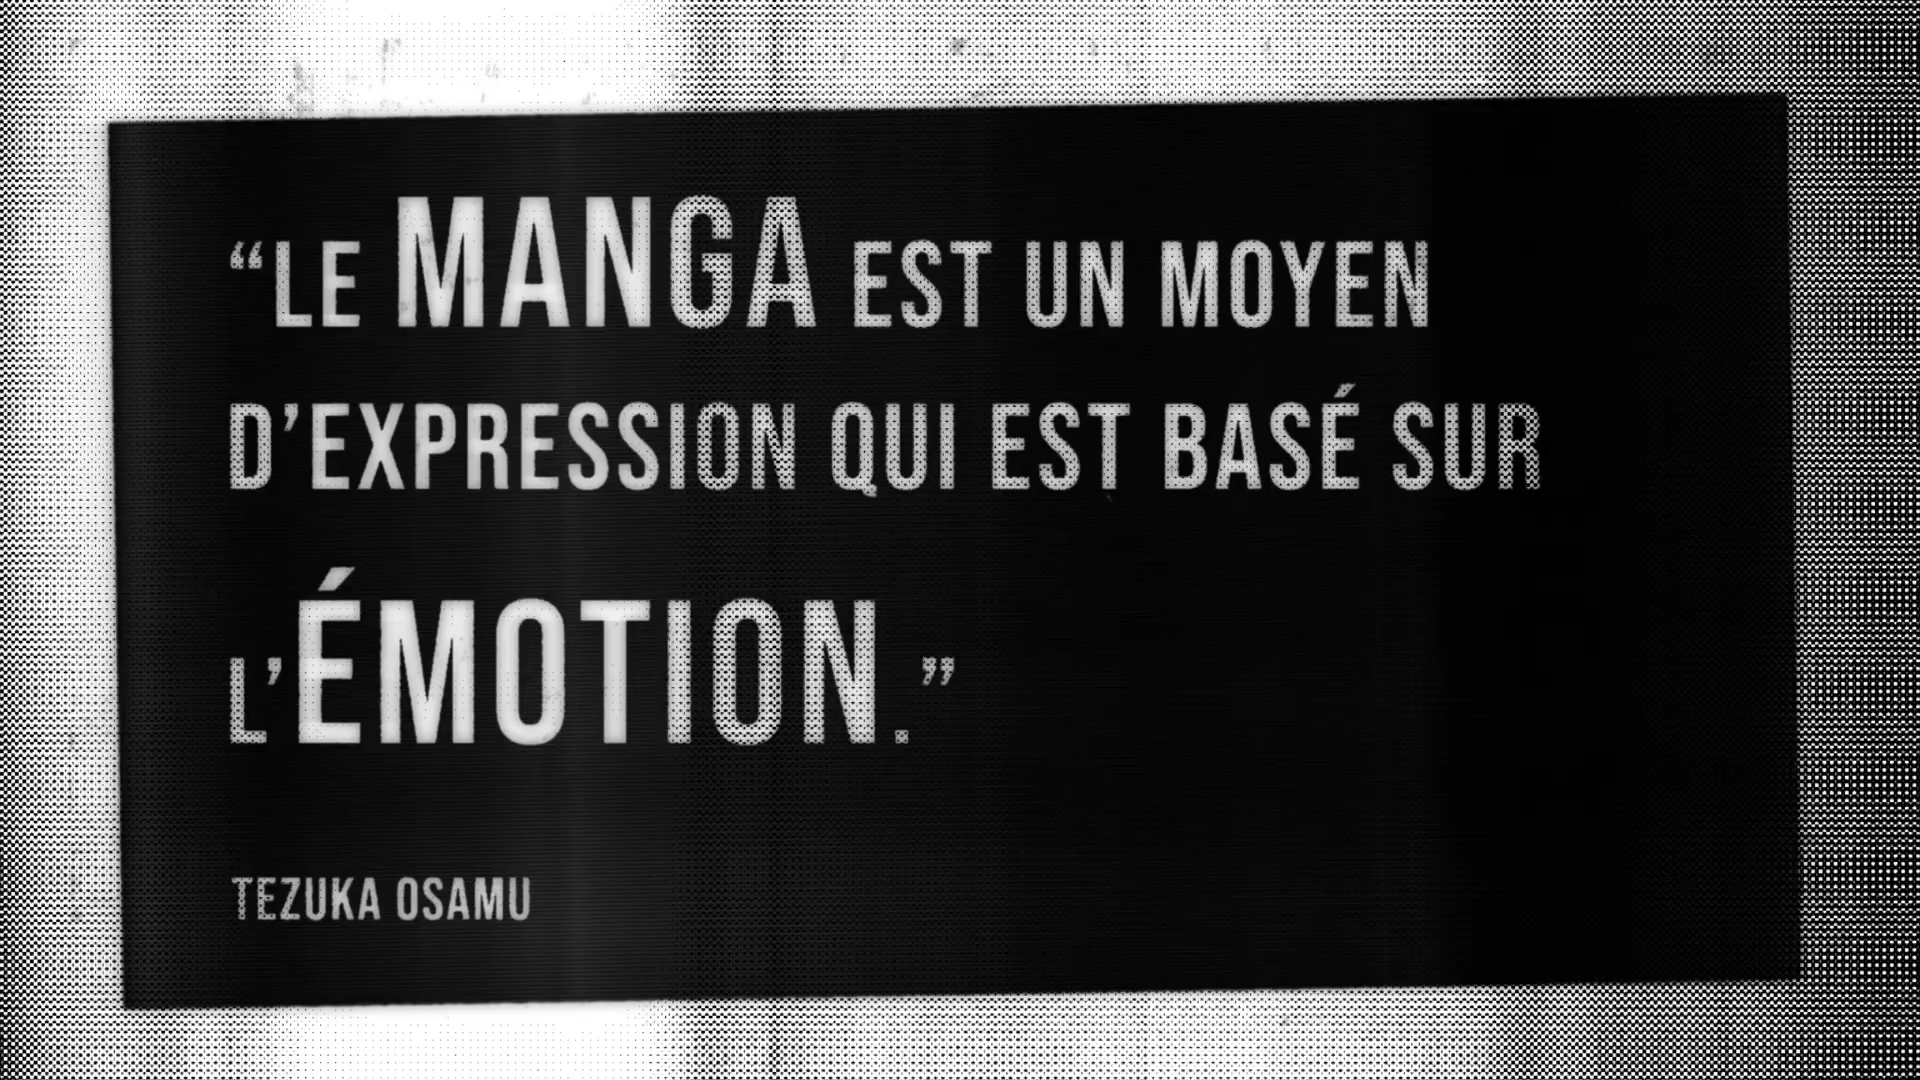 “LE MANGA EST UN MOYEN
D’EXPRESSION QUI EST BASÉ SUR
L’ÉMOTION.”
TEZUKA OSAMU